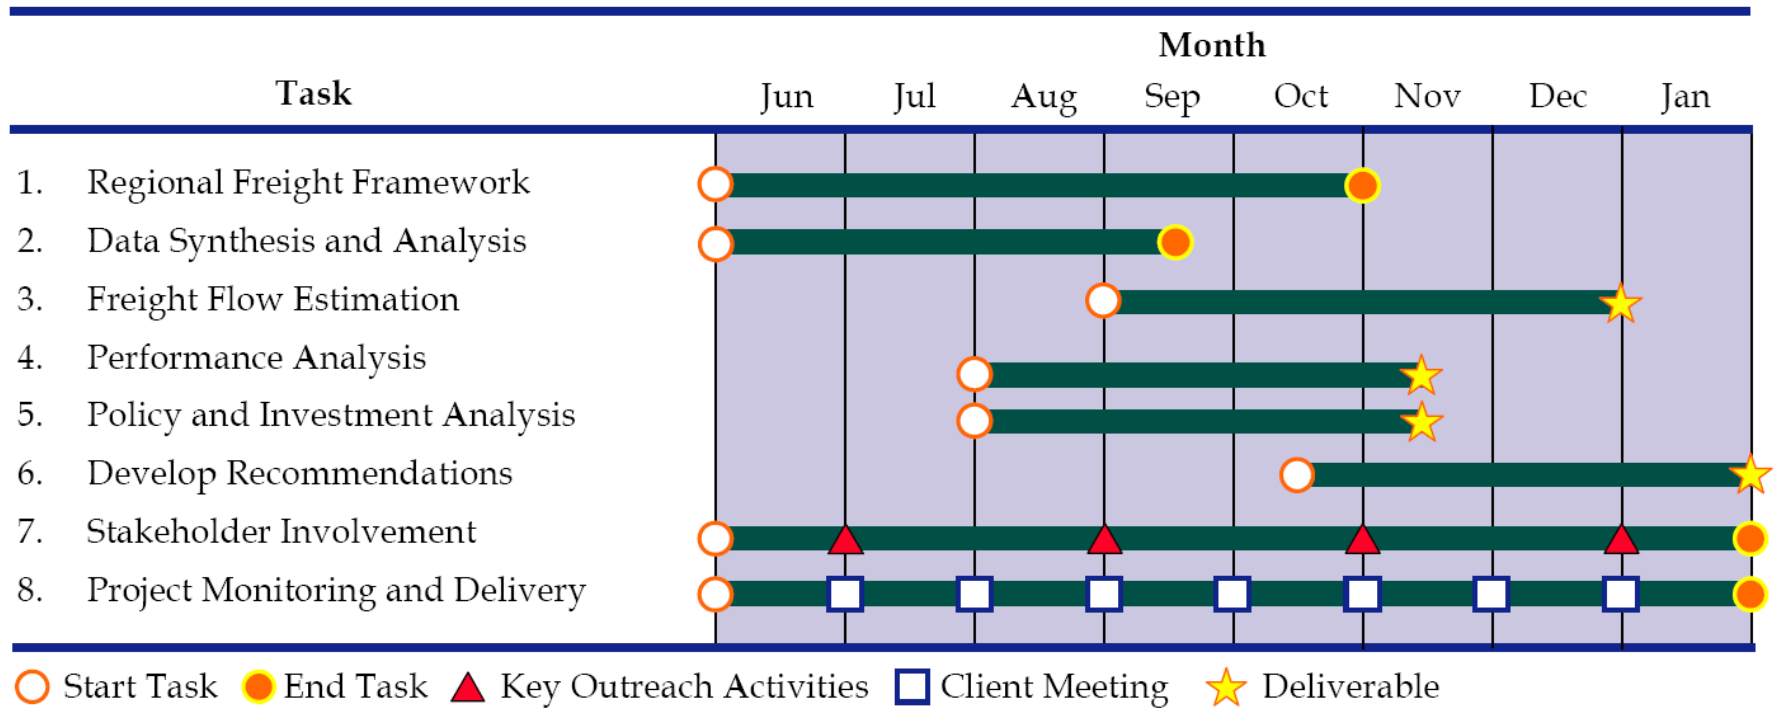 Month
Task Jun Jul Aug Sep Oct Nov Dec Jan
1. Regional Freight Framework
2. Data Synthesis and Analysis
3. Freight Flow Estimation
4. Performance Analysis
5. Policy and Investment Analysis
6. Develop Recommendations
7. Stakeholder Involvement
8. Project Monitoring and Delivery
Start Task End Task Key Outreach Activities Client Meeting Deliverable